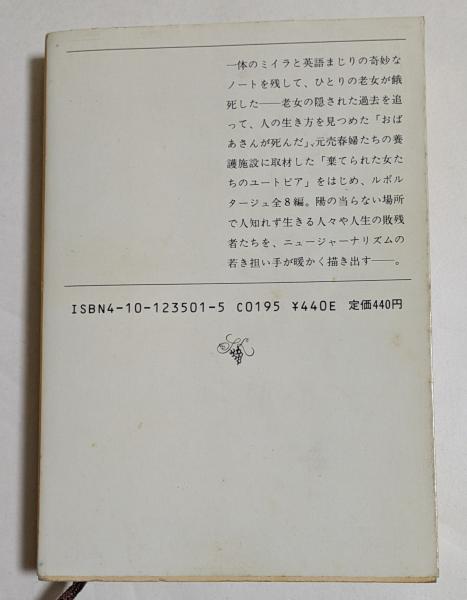 一体のミイラと英語まじりの奇妙な
ノートを残して、ひとりの老女が餓
死した──老女の隠された過去を追
って、人の生き方を見つめた「おば
あさんが死んだ」、元売春婦たちの養
護施設に取材した「棄てられた女た
ちのユートピア」をはじめ、ルポル
タージュ全8編。陽の当らない場所
で人知れず生きる人々や人生の敗残
者たちを、ニュージャーナリズムの
若き担い手が暖かく描き出す──。
ISBN4-10-123501-5 C0195 ¥440E 定価440円